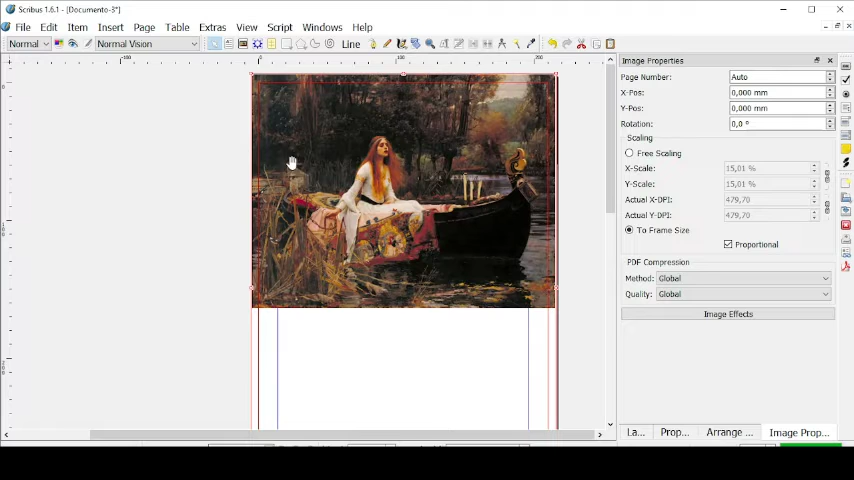 Scribus 1.6.1 - [Documento-3*]
File Edit Item Insert Page Table Extras View Script Windows Help
Normal Normal Vision Line
Image Properties
Page Number: Auto
X-Pos: 0,000 mm
Y-Pos: 0,000 mm
Rotation: 0,0 °
Scaling
Free Scaling
X-Scale: 15,01 %
Y-Scale: 15,01 %
Actual X-DPI: 479,70
Actual Y-DPI: 479,70
To Frame Size
Proportional
PDF Compression
Method: Global
Quality: Global
Image Effects
La... Prop... Arrange ... Image Prop...